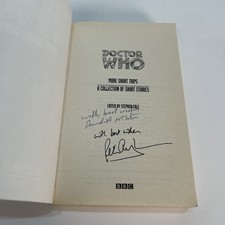 DOCTOR
WHO
MORE SHORT TRIPS
A COLLECTION OF SHORT STORIES
EDITED BY STEPHEN COLE
with best wishes
will best wishes
BBC